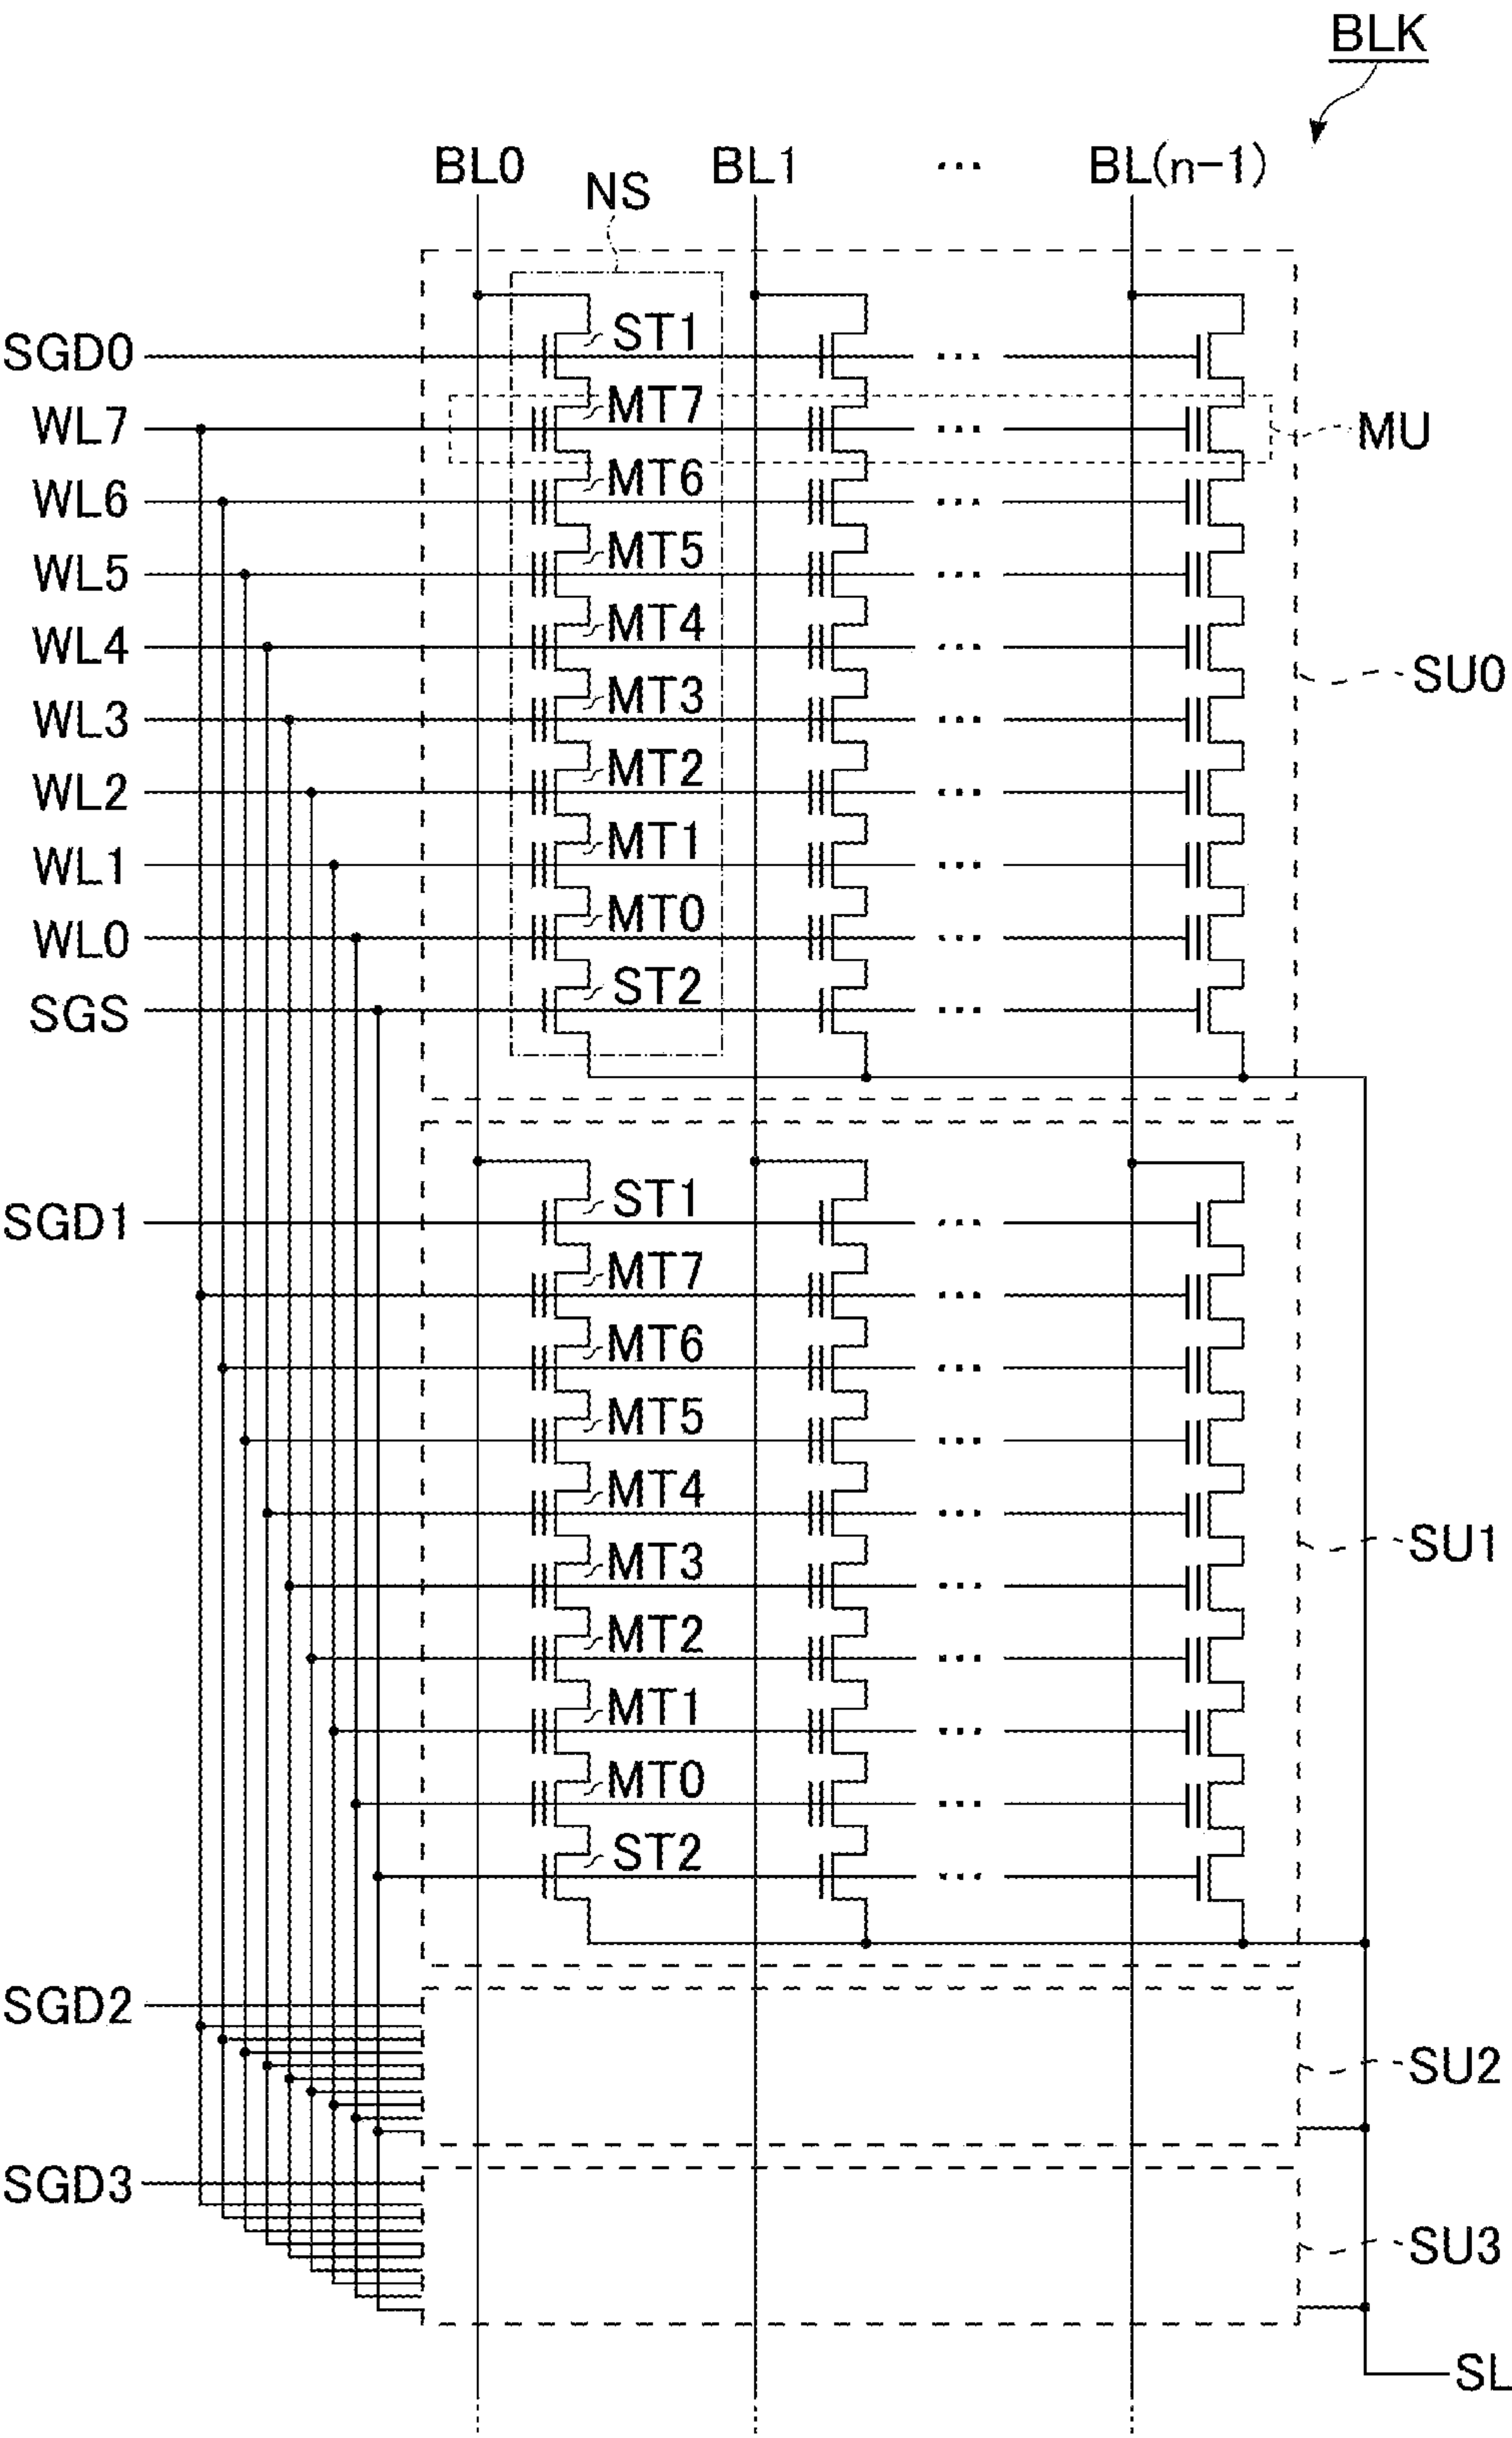 BLK
BL0 BL1 ... BL(n-1)
NS
SGD0 ST1 ...
WL7 MT7 ... MU
WL6 MT6 ...
WL5 MT5 ...
WL4 MT4 ...
SU0
WL3 MT3 ...
WL2 MT2 ...
WL1 MT1 ...
WL0 MT0 ...
SGS ST2 ...
SGD1 ST1 ...
MT7 ...
MT6 ...
MT5 ...
MT4 ...
SU1
MT3 ...
MT2 ...
MT1 ...
MT0 ...
ST2 ...
SGD2
SU2
SGD3
SU3
SL